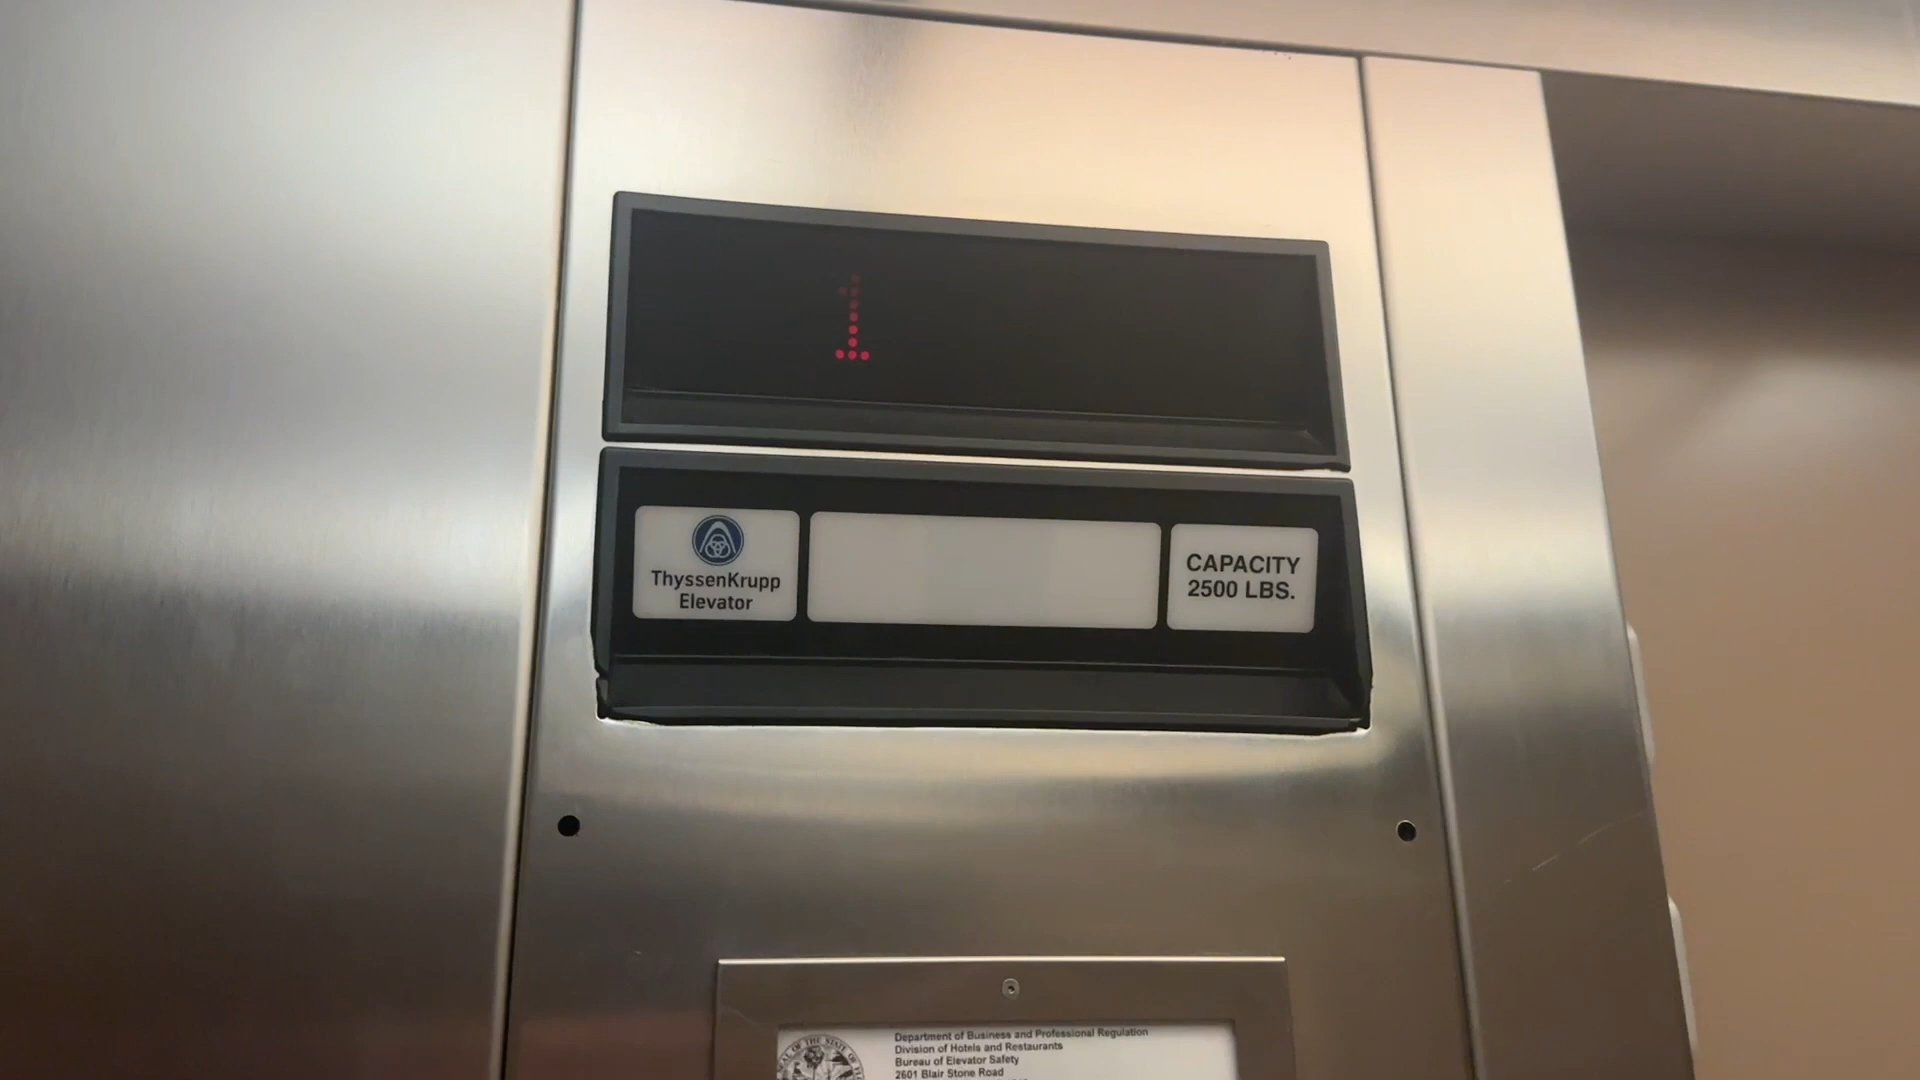 1
ThyssenKrupp
Elevator
CAPACITY
2500 LBS.
Department of Business and Professional Regulation
Division of Hotels and Restaurants
Bureau of Elevator Safety
2601 Blair Stone Road